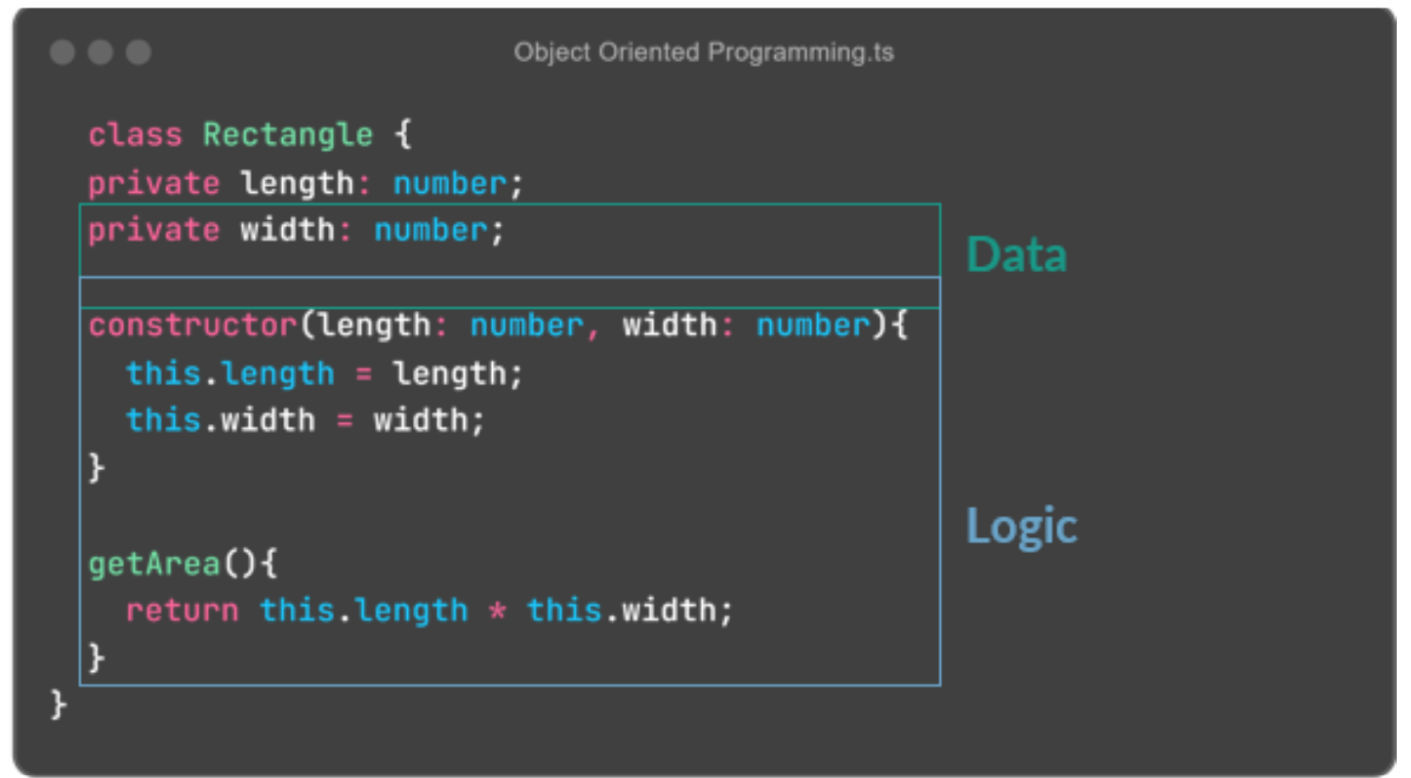 Object Oriented Programming.ts
class Rectangle {
private length: number;
private width: number;
Data
constructor(length: number, width: number){
this.length = length;
this.width = width;
}
Logic
getArea(){
return this.length * this.width;
}
}